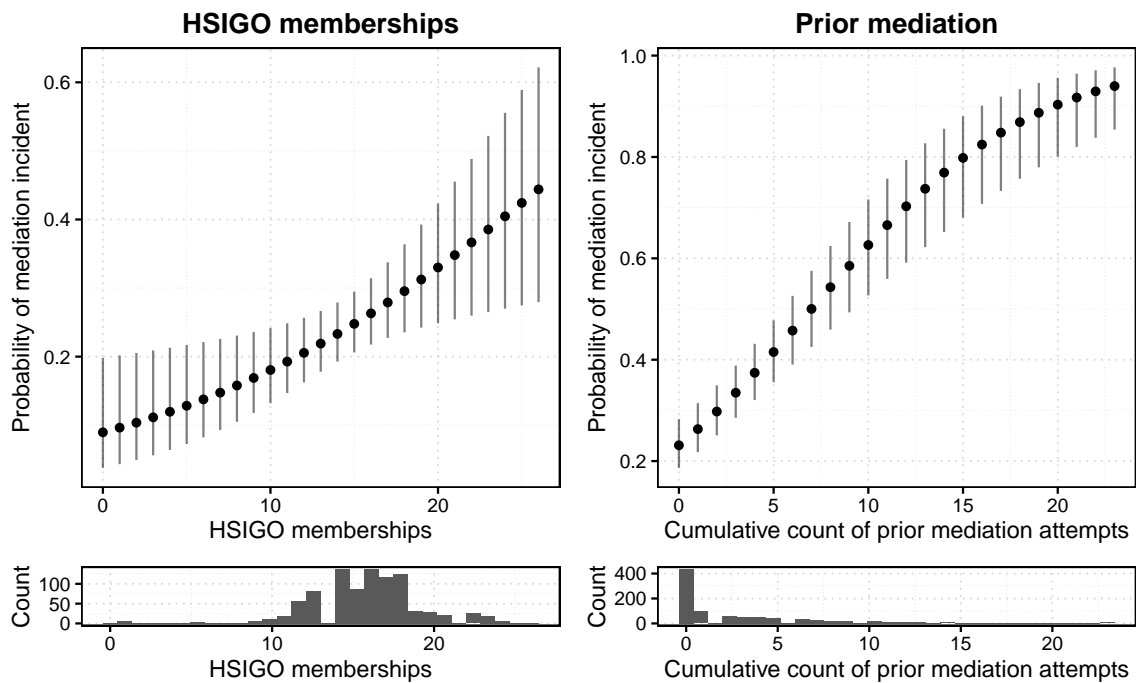 HSIGO memberships
Probability of mediation incident
0.6
0.4
0.2
0 10 20
HSIGO memberships
Count
100
50
0
0 10 20
HSIGO memberships
Prior mediation
Probability of mediation incident
1.0
0.8
0.6
0.4
0.2
0 5 10 15 20
Cumulative count of prior mediation attempts
Count
400
200
0
0 5 10 15 20
Cumulative count of prior mediation attempts